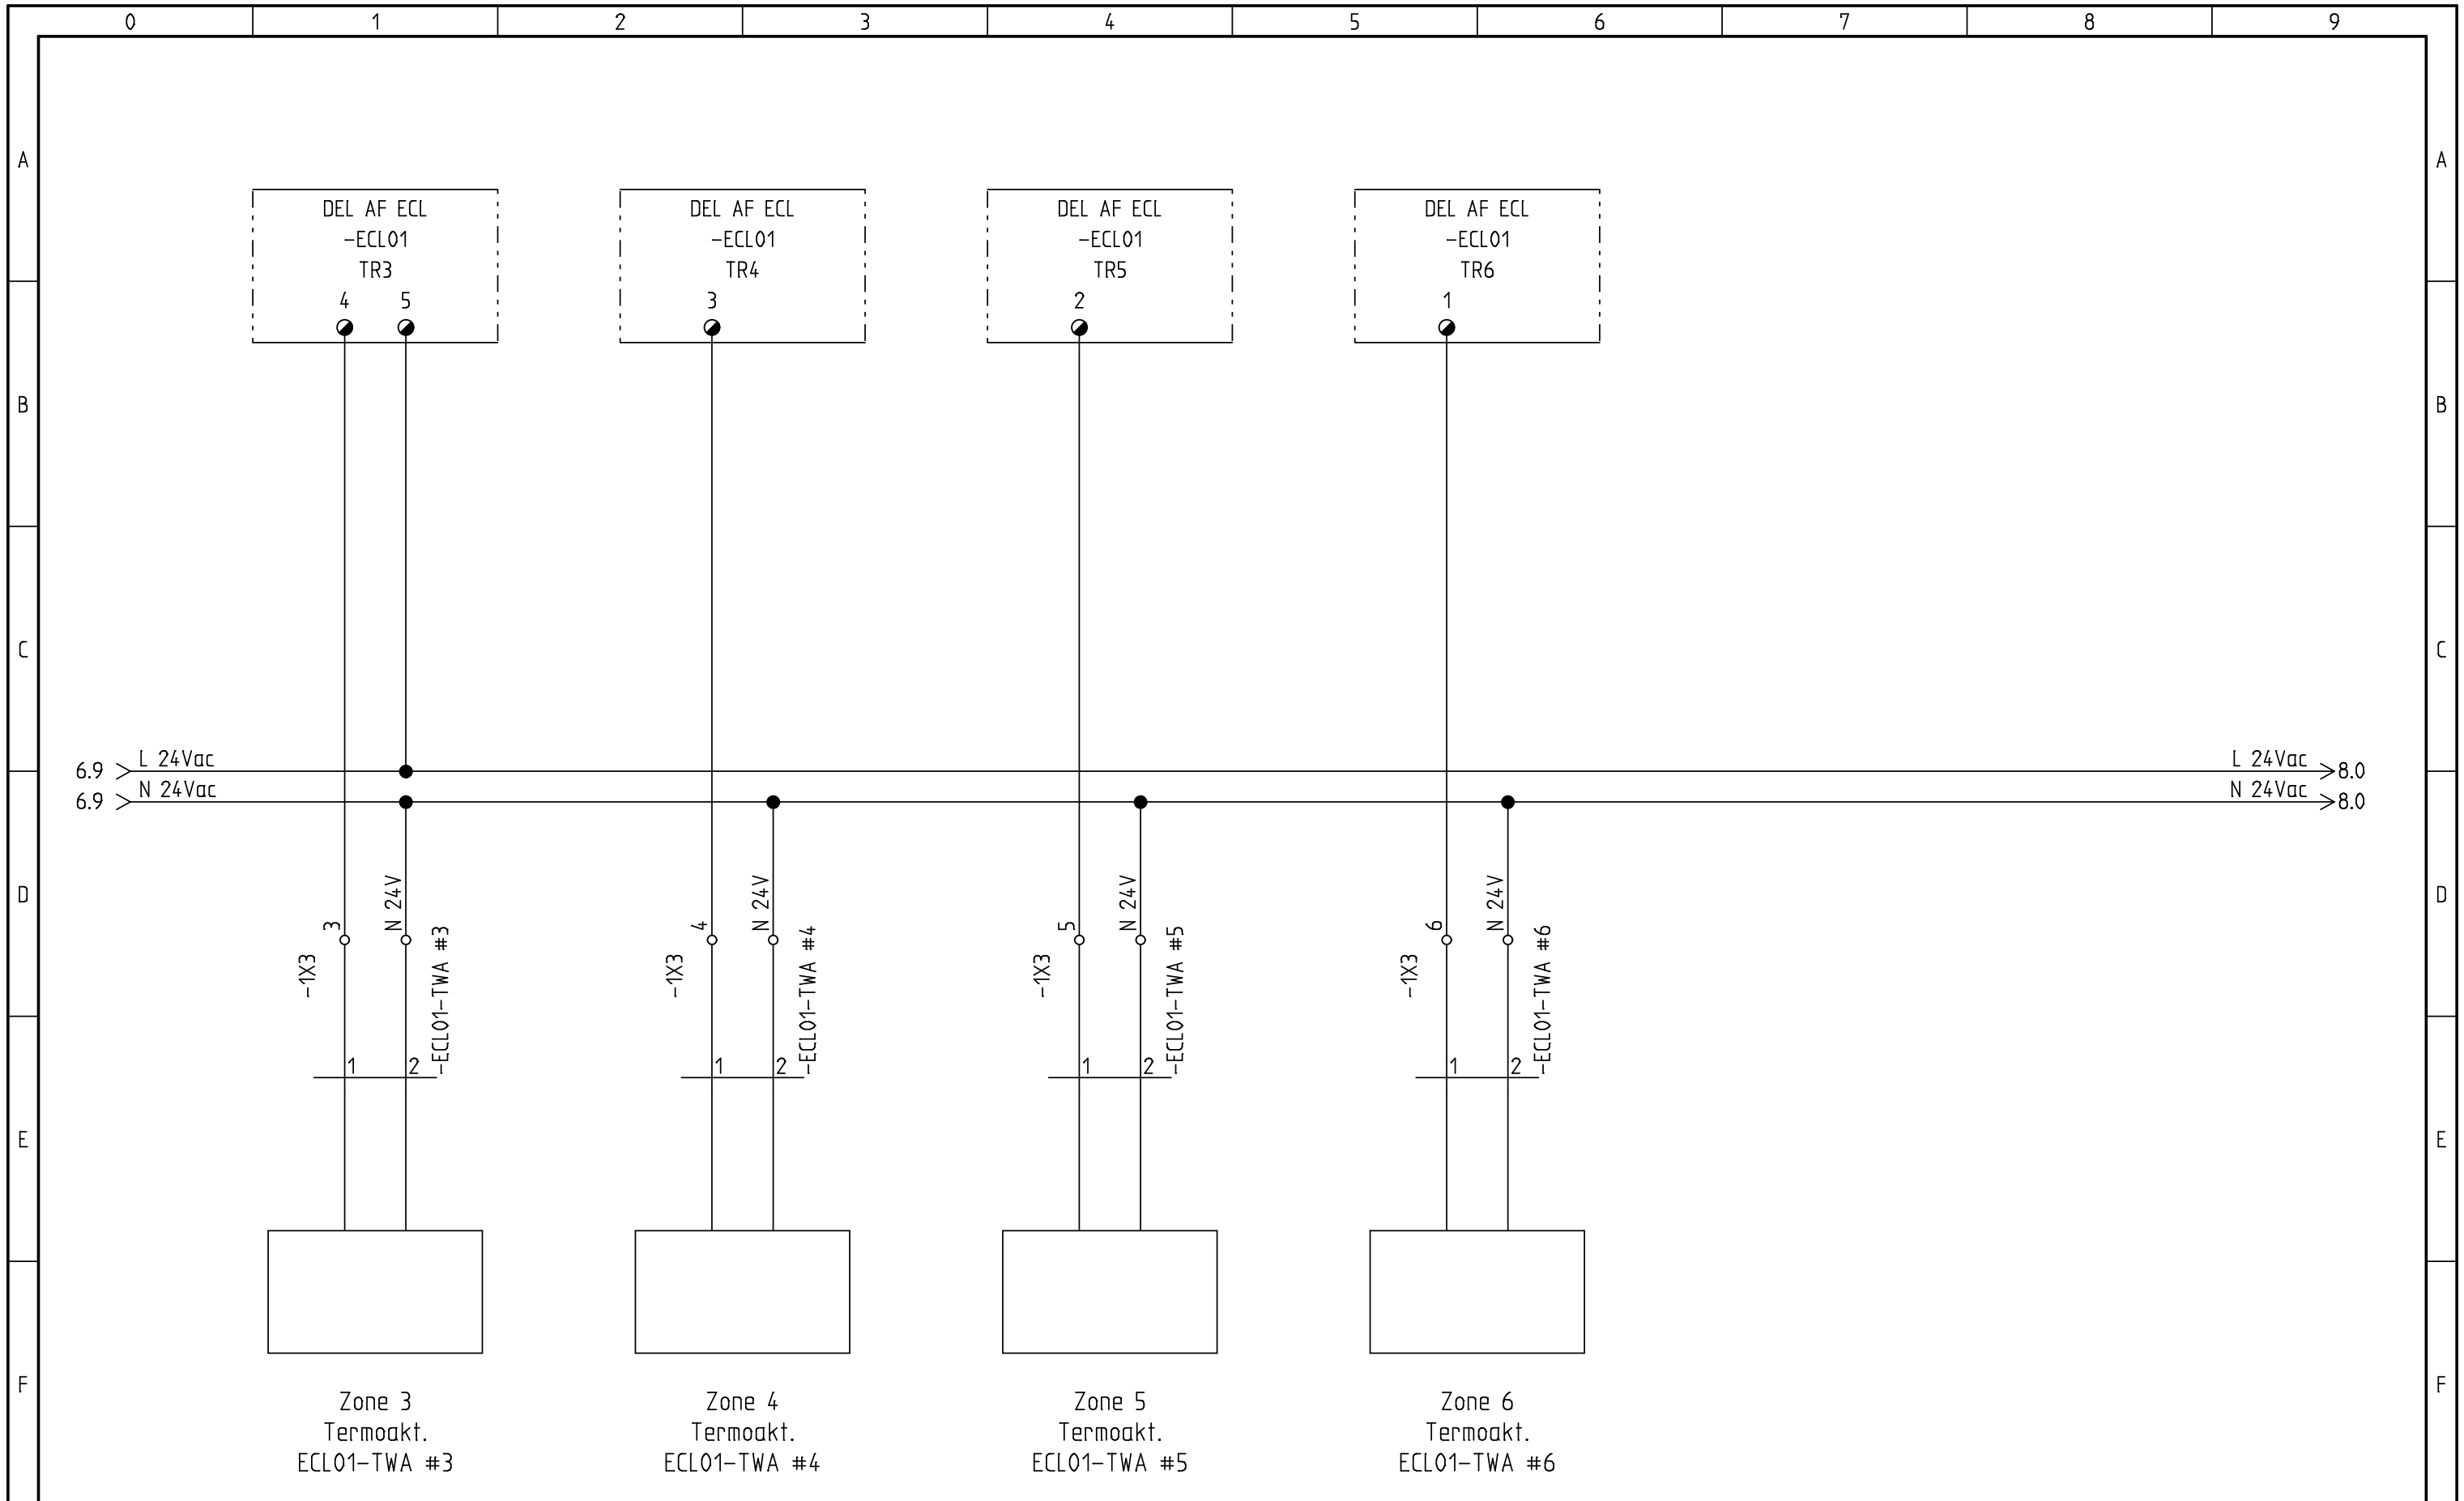 0 1 2 3 4 5 6 7 8 9
A A
DEL AF ECL DEL AF ECL DEL AF ECL DEL AF ECL
-ECL01 -ECL01 -ECL01 -ECL01
TR3 TR4 TR5 TR6
4 5 3 2 1
B B
C C
L 24Vac L 24Vac
6.9 8.0
N 24Vac N 24Vac
6.9 8.0
D D
3 N 24V 4 N 24V 5 N 24V 6 N 24V
-1X3 -ECL01-TWA #3 -1X3 -ECL01-TWA #4 -1X3 -ECL01-TWA #5 -1X3 -ECL01-TWA #6
1 2 1 2 1 2 1 2
E E
F F
Zone 3 Zone 4 Zone 5 Zone 6
Termoakt. Termoakt. Termoakt. Termoakt.
ECL01-TWA #3 ECL01-TWA #4 ECL01-TWA #5 ECL01-TWA #6